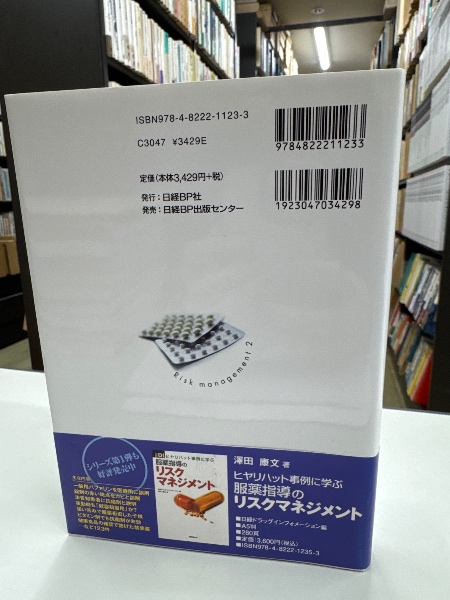 ISBN978-4-8222-1123-3
C3047 ¥3429E
9784822211233
定価(本体3,429円+税)
発行:日経BP社
発売:日経BP出版センター
1923047034298
Risk management 2
シリーズ第1弾も
好評発売中
ヒヤリハット事例に学ぶ
服薬指導の
リスク
マネジメント
澤田 康文 著
ヒヤリハット事例に学ぶ
服薬指導の
リスクマネジメント
■日経ドラッグインフォメーション編
■A5判
■280頁
■定価:3,600円(税込)
■ISBN978-4-8222-1235-3